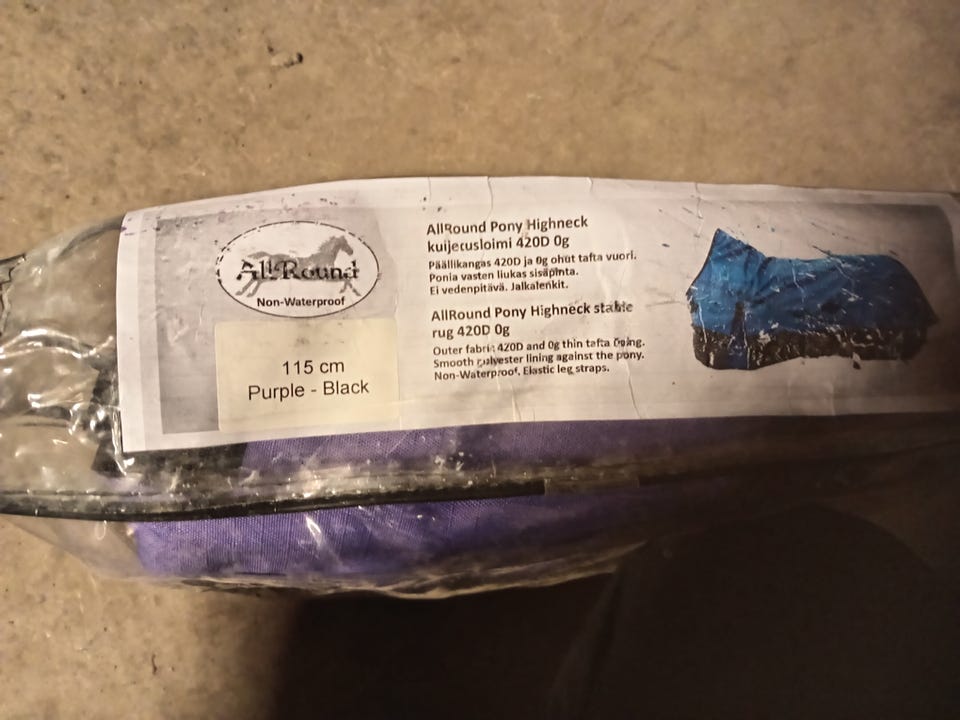 AllRound
Non-Waterproof
115 cm
Purple - Black
AllRound Pony Highneck
kuljetusloimi 420D 0g
Päällikangas 420D ja 0g ohut tafta vuori.
Ponia vasten liukas sisäpinta.
Ei vedenpitävä. Jalkalenkit.
AllRound Pony Highneck stable
rug 420D 0g
Outer fabric 420D and 0g thin tafta lining.
Smooth polyester lining against the pony.
Non-Waterproof, Elastic leg straps.